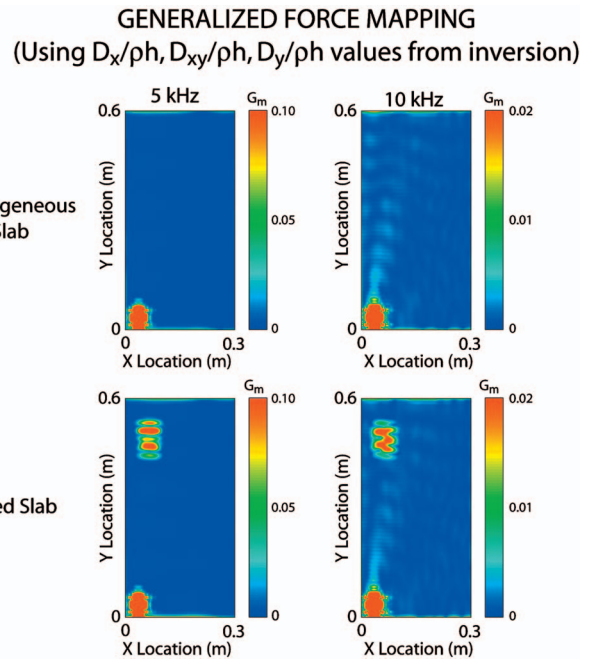 GENERALIZED FORCE MAPPING
(Using Dx/ρh, Dxy/ρh, Dy/ρh values from inversion)
5 kHz Gm 10 kHz Gm
0.6 0.10 0.6 0.02
geneous
Slab
Y Location (m) 0.05 Y Location (m) 0.01
0 0 0 0
0 0.3 0 0.3
X Location (m) X Location (m)
Gm Gm
0.6 0.10 0.6 0.02
Y Location (m) 0.05 Y Location (m) 0.01
ed Slab
0 0 0 0
0 0.3 0 0.3
X Location (m) X Location (m)